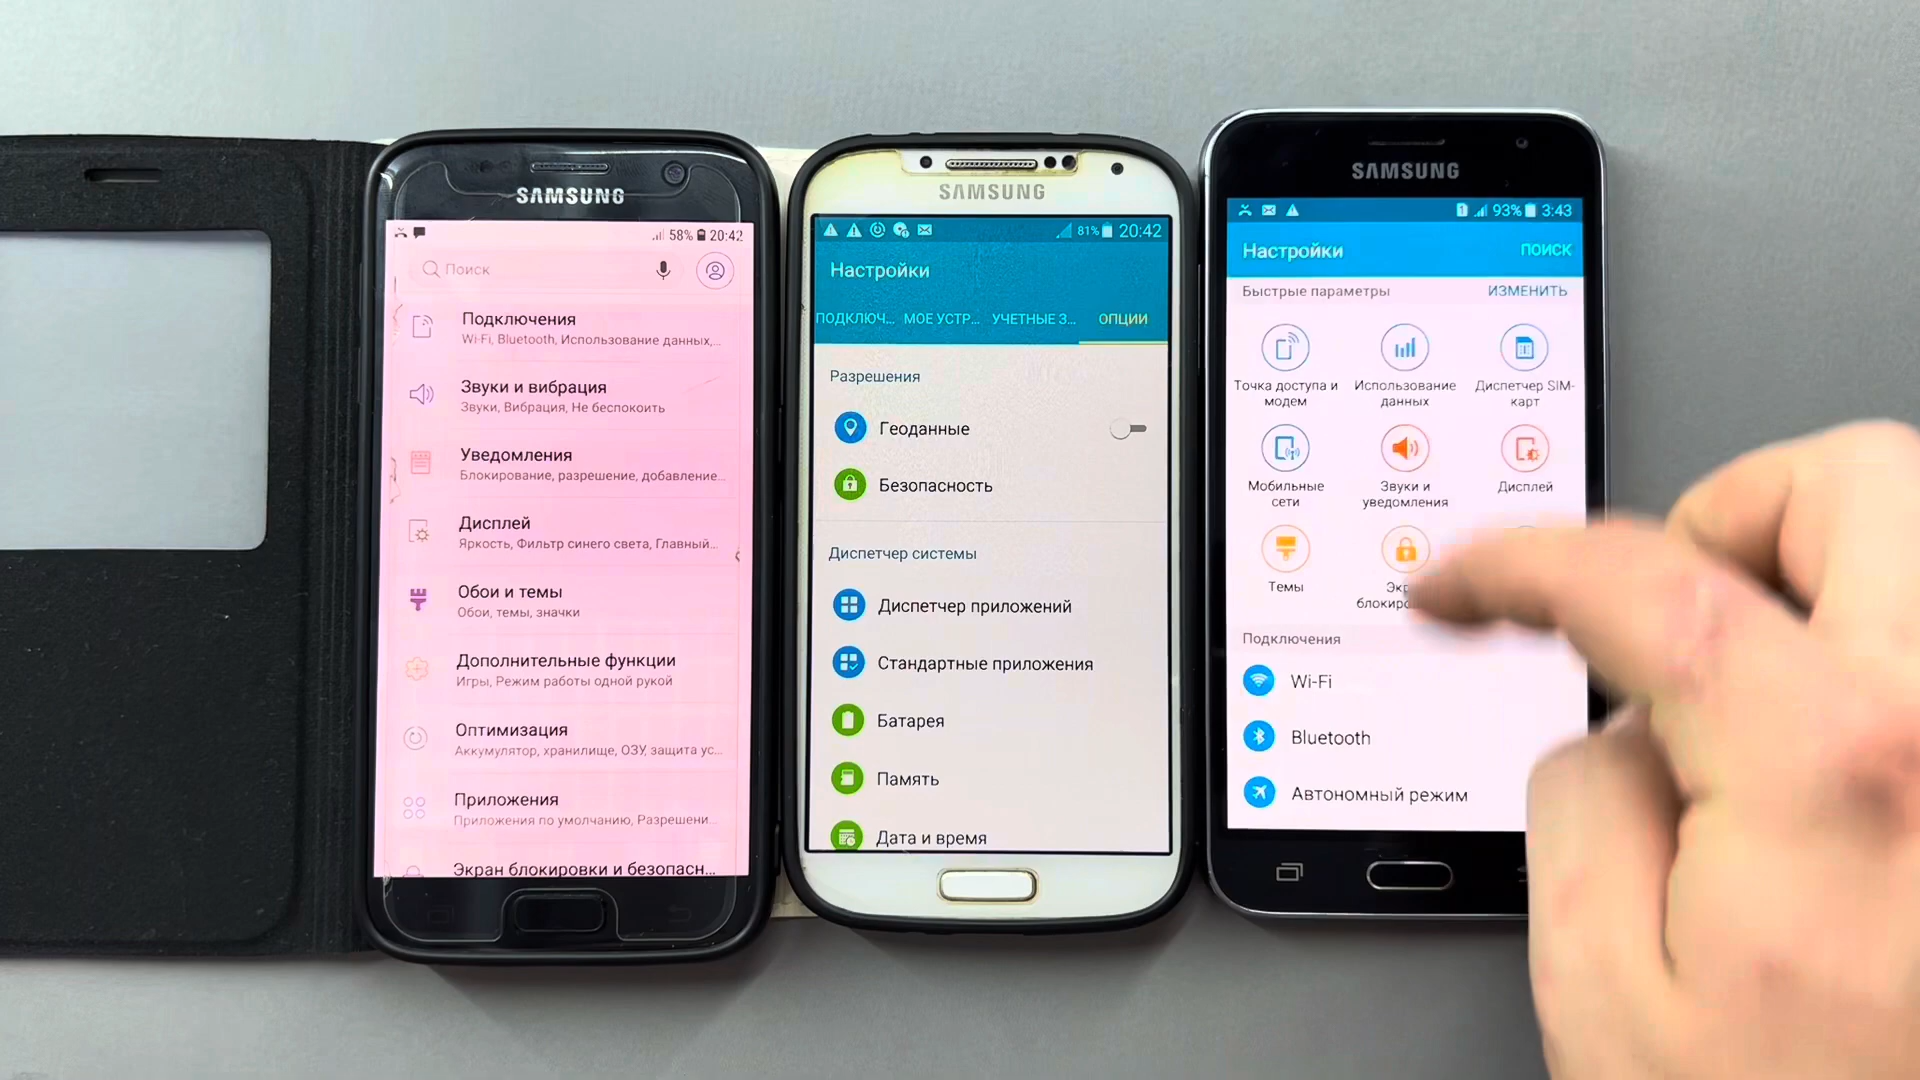 SAMSUNG
58% 20:42
Поиск
Подключения
Wi-Fi, Bluetooth, Использование данных,...
Звуки и вибрация
Звуки, Вибрация, Не беспокоить
Уведомления
Блокирование, разрешение, добавление...
Дисплей
Яркость, Фильтр синего света, Главный...
Обои и темы
Обои, темы, значки
Дополнительные функции
Игры, Режим работы одной рукой
Оптимизация
Аккумулятор, хранилище, ОЗУ, защита ус...
Приложения
Приложения по умолчанию, Разрешени...
Экран блокировки и безопасн...
SAMSUNG
81% 20:42
Настройки
ПОДКЛЮЧ... МОЕ УСТР... УЧЕТНЫЕ З... ОПЦИИ
Разрешения
Геоданные
Безопасность
Диспетчер системы
Диспетчер приложений
Стандартные приложения
Батарея
Память
Дата и время
SAMSUNG
1 93% 3:43
Настройки ПОИСК
Быстрые параметры ИЗМЕНИТЬ
Точка доступа и
модем
Использование
данных
Диспетчер SIM-
карт
Мобильные
сети
Звуки и
уведомления
Дисплей
Темы
Подключения
Wi-Fi
Bluetooth
Автономный режим